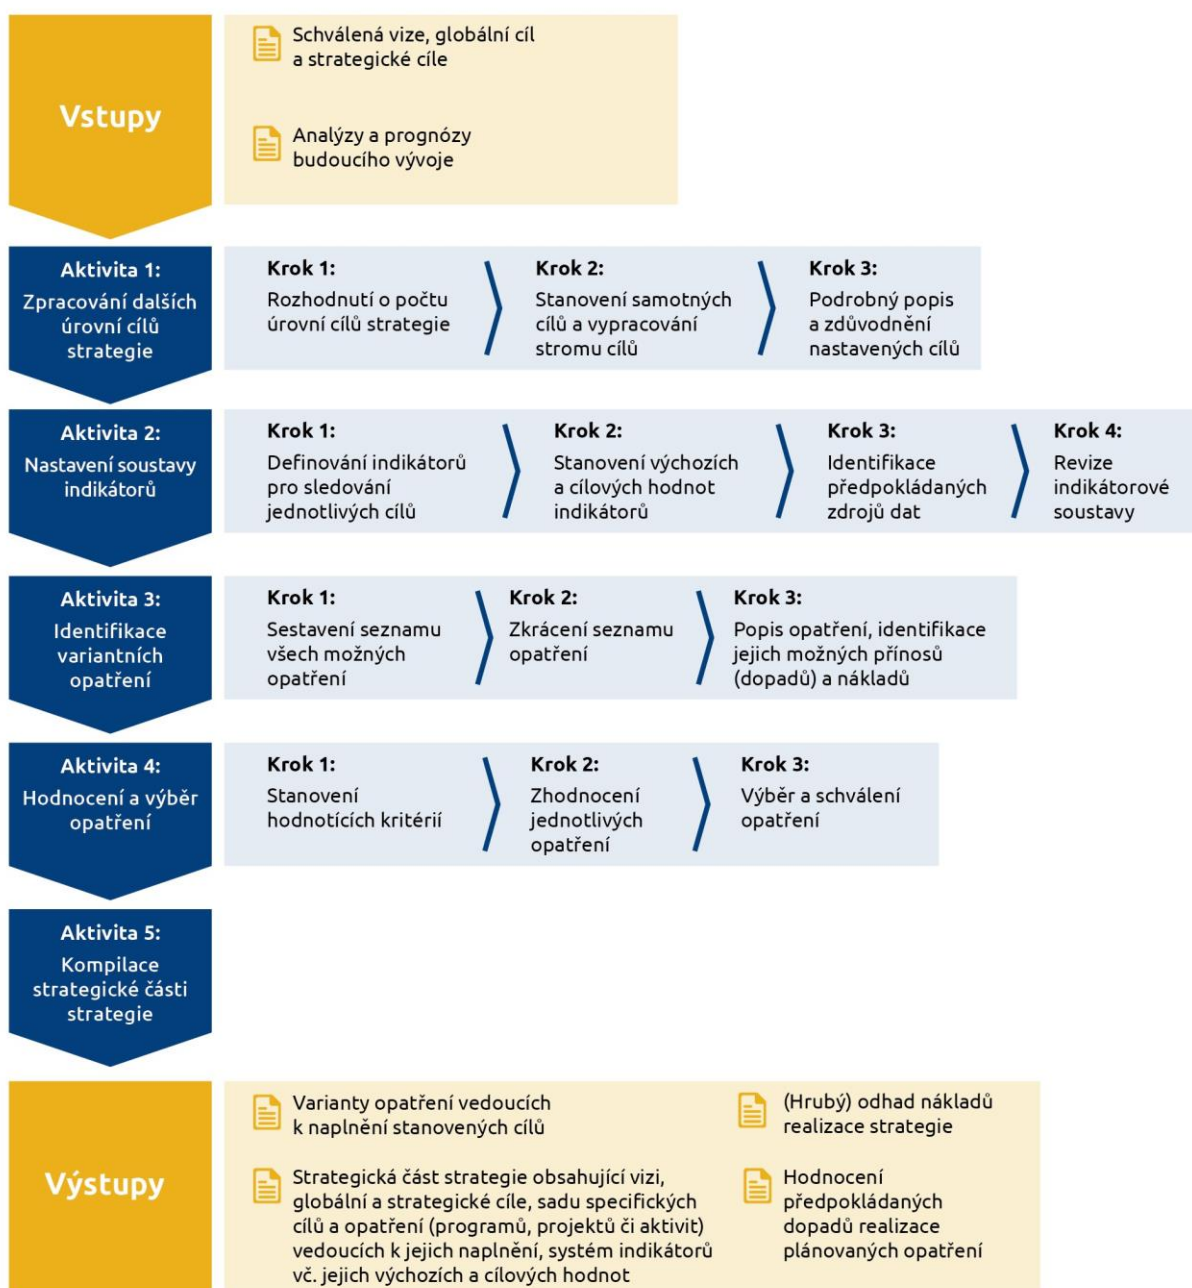 Vstupy
Schválená vize, globální cíl
a strategické cíle
Analýzy a prognózy
budoucího vývoje
Aktivita 1:
Zpracování dalších
úrovní cílů
strategie
Krok 1:
Rozhodnutí o počtu
úrovní cílů strategie
Krok 2:
Stanovení samotných
cílů a vypracování
stromu cílů
Krok 3:
Podrobný popis
a zdůvodnění
nastavených cílů
Aktivita 2:
Nastavení soustavy
indikátorů
Krok 1:
Definování indikátorů
pro sledování
jednotlivých cílů
Krok 2:
Stanovení výchozích
a cílových hodnot
indikátorů
Krok 3:
Identifikace
předpokládaných
zdrojů dat
Krok 4:
Revize
indikátorové
soustavy
Aktivita 3:
Identifikace
variantních
opatření
Krok 1:
Sestavení seznamu
všech možných
opatření
Krok 2:
Zkrácení seznamu
opatření
Krok 3:
Popis opatření, identifikace
jejich možných přínosů
(dopadů) a nákladů
Aktivita 4:
Hodnocení a výběr
opatření
Krok 1:
Stanovení
hodnotících kritérií
Krok 2:
Zhodnocení
jednotlivých
opatření
Krok 3:
Výběr a schválení
opatření
Aktivita 5:
Kompilace
strategické části
strategie
Výstupy
Varianty opatření vedoucích
k naplnění stanovených cílů
Strategická část strategie obsahující vizi,
globální a strategické cíle, sadu specifických
cílů a opatření (programů, projektů či aktivit)
vedoucích k jejich naplnění, systém indikátorů
vč. jejich výchozích a cílových hodnot
(Hrubý) odhad nákladů
realizace strategie
Hodnocení
předpokládaných
dopadů realizace
plánovaných opatření